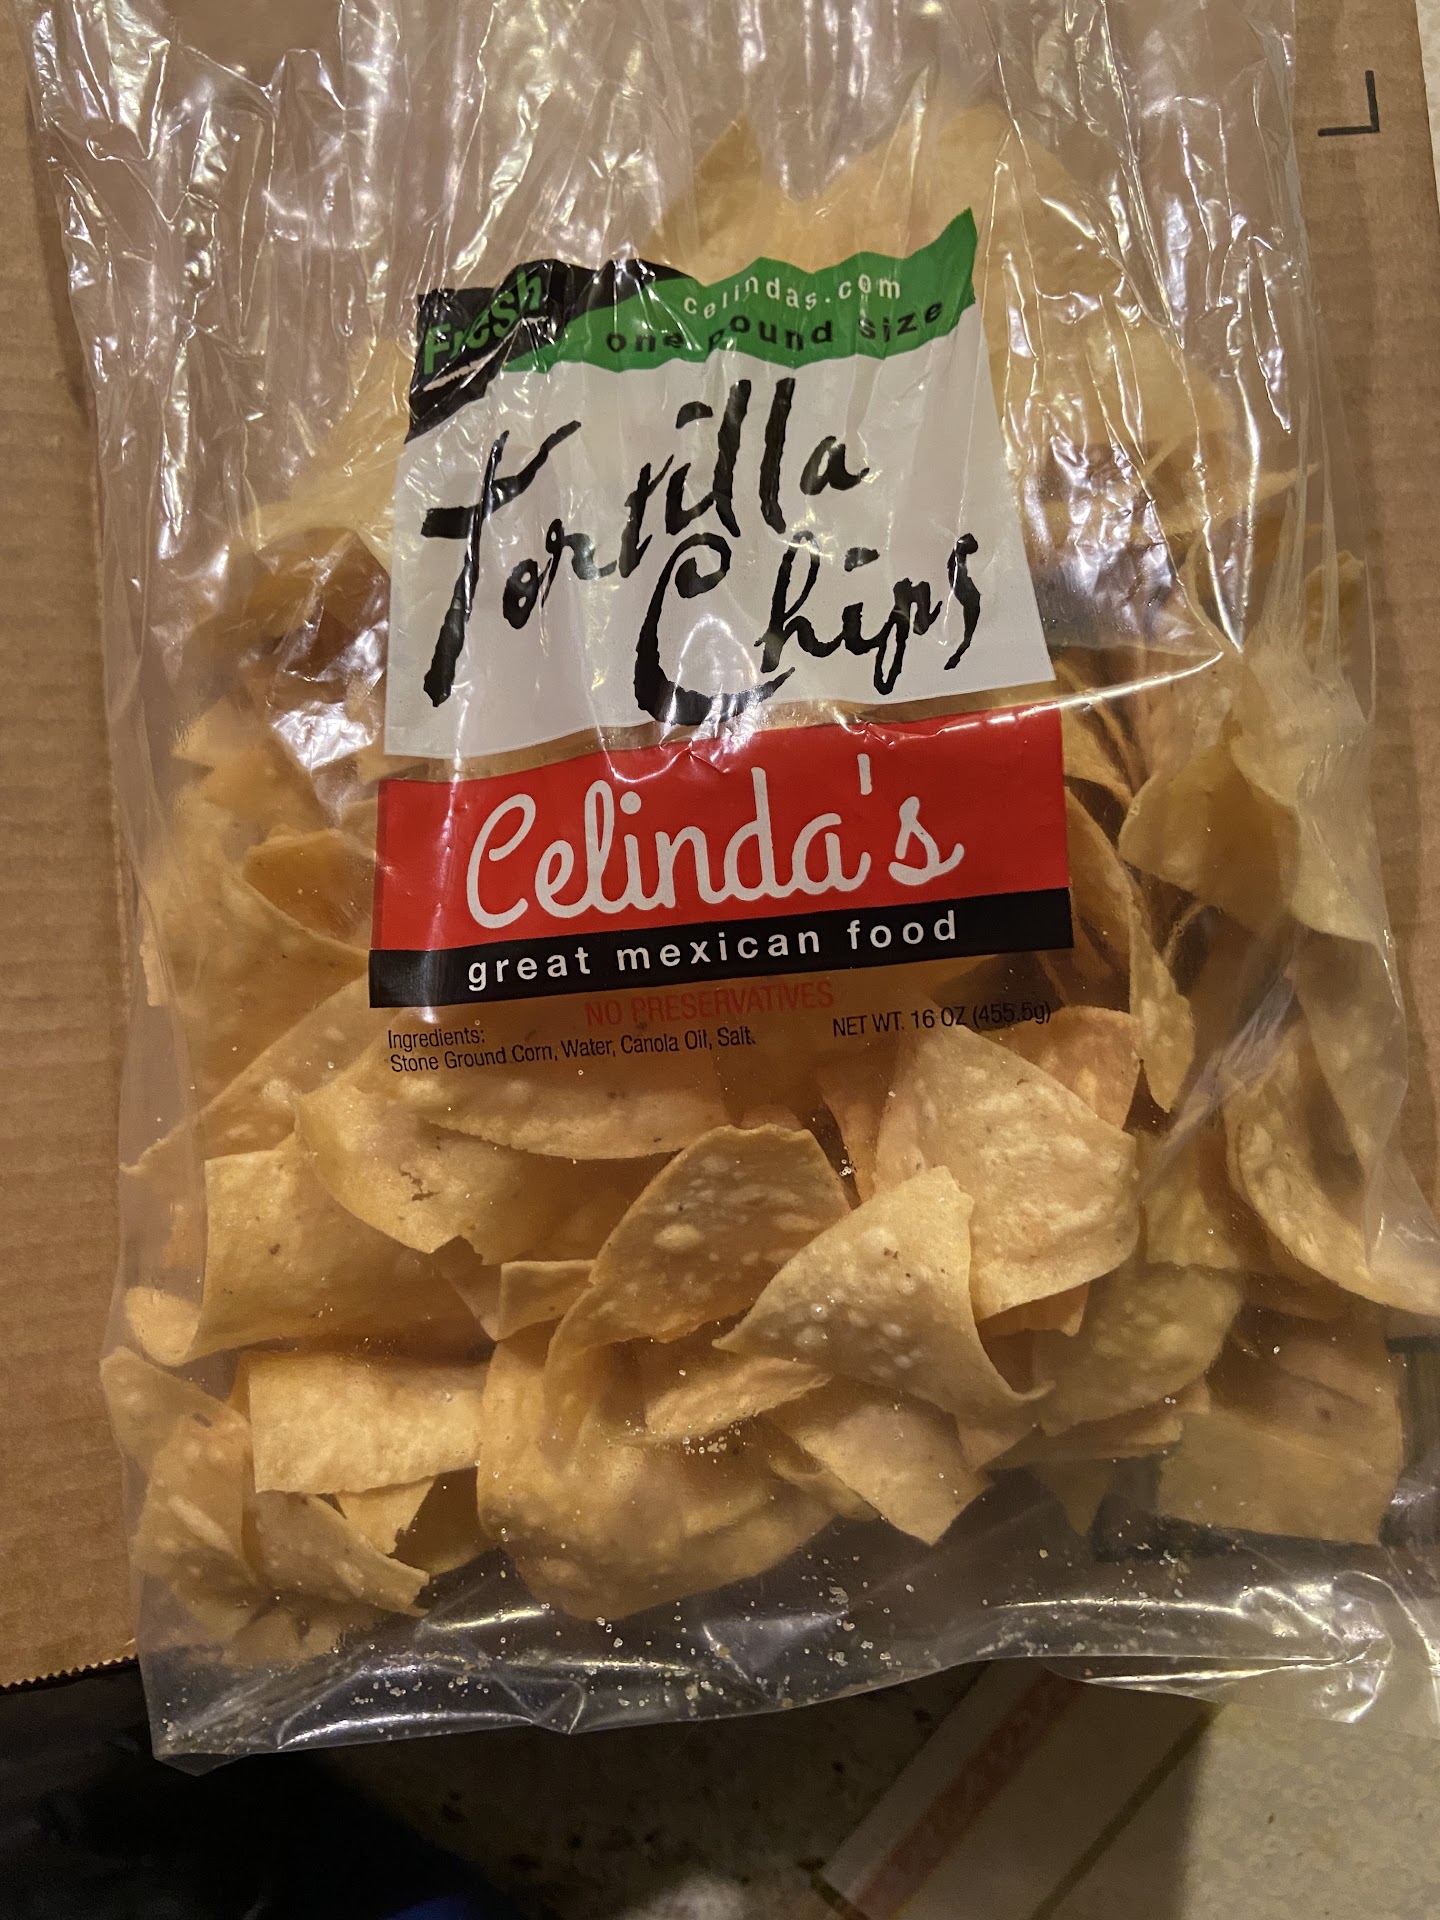 Fresh
celindas.com
one pound size
Tortilla
Chips
Celinda's
great mexican food
NO PRESERVATIVES
Ingredients:
Stone Ground Corn, Water, Canola Oil, Salt.
NET WT. 16 OZ (455.5g)